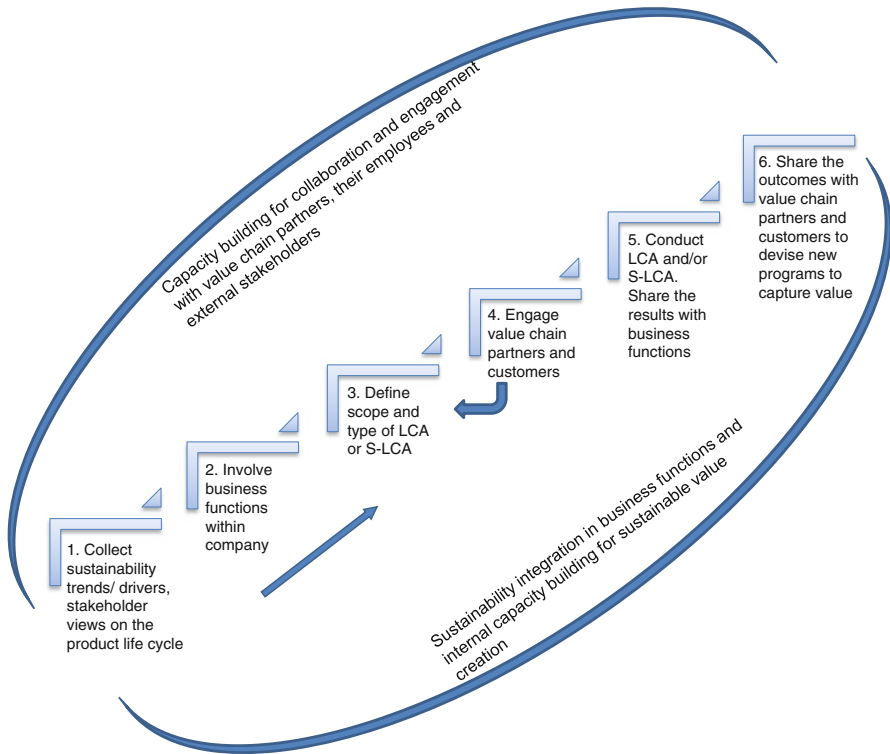 Capacity building for collaboration and engagement
with value chain partners, their employees and
external stakeholders
1. Collect
sustainability
trends/ drivers,
stakeholder
views on the
product life cycle
2. Involve
business
functions
within
company
3. Define
scope and
type of LCA
or S-LCA
4. Engage
value chain
partners and
customers
5. Conduct
LCA and/or
S-LCA.
Share the
results with
business
functions
6. Share the
outcomes with
value chain
partners and
customers to
devise new
programs to
capture value
Sustainability integration in business functions and
internal capacity building for sustainable value
creation